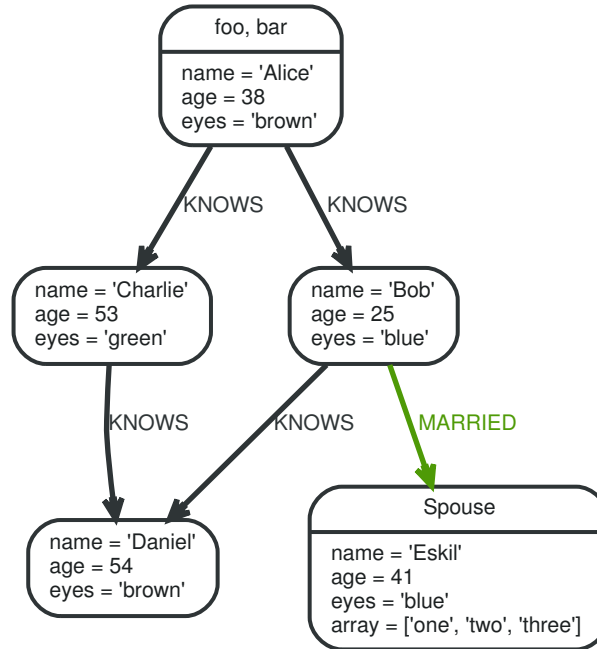 foo, bar
name = 'Alice'
age = 38
eyes = 'brown'
KNOWS
KNOWS
name = 'Charlie'
age = 53
eyes = 'green'
name = 'Bob'
age = 25
eyes = 'blue'
KNOWS
KNOWS
MARRIED
name = 'Daniel'
age = 54
eyes = 'brown'
Spouse
name = 'Eskil'
age = 41
eyes = 'blue'
array = ['one', 'two', 'three']